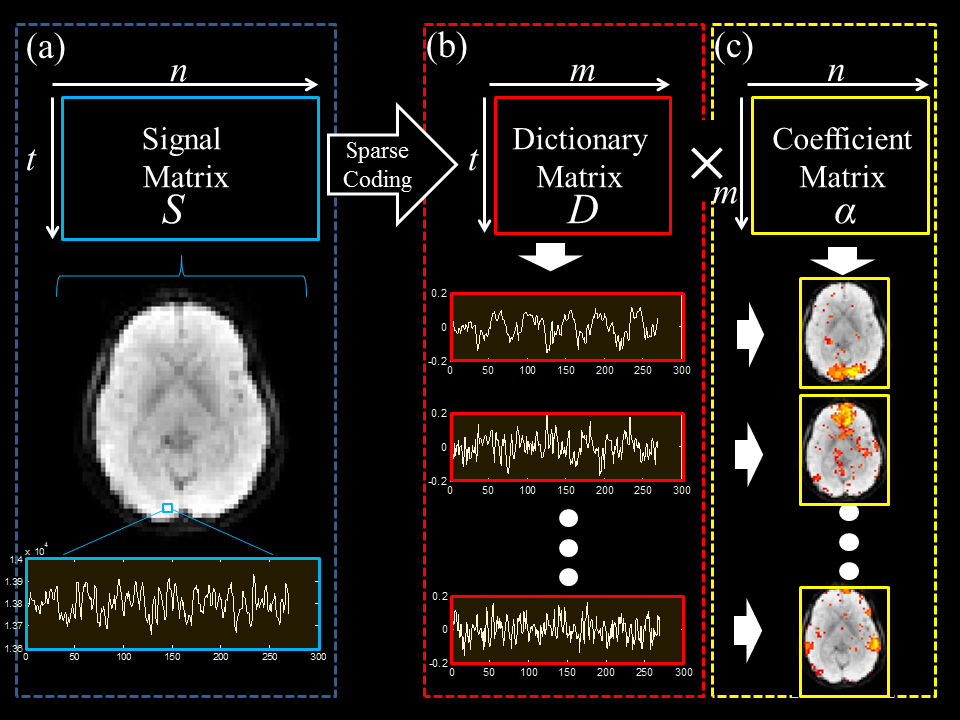 (a)
n
t
Signal
Matrix
S
Sparse
Coding
x 10^4
1.4
1.39
1.38
1.37
1.36
0 50 100 150 200 250 300
(b)
m
t
Dictionary
Matrix
D
×
0.2
0
-0.2
0 50 100 150 200 250 300
0.2
0
-0.2
0 50 100 150 200 250 300
0.2
0
-0.2
0 50 100 150 200 250 300
(c)
n
m
Coefficient
Matrix
α